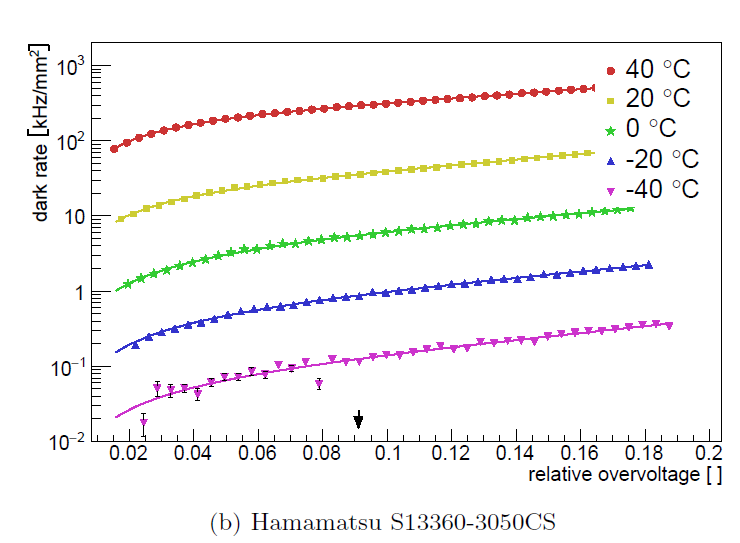 dark rate [kHz/mm²]
10³
10²
10
1
10⁻¹
10⁻²
40 °C
20 °C
0 °C
-20 °C
-40 °C
0.02 0.04 0.06 0.08 0.1 0.12 0.14 0.16 0.18 0.2
relative overvoltage [ ]
(b) Hamamatsu S13360-3050CS